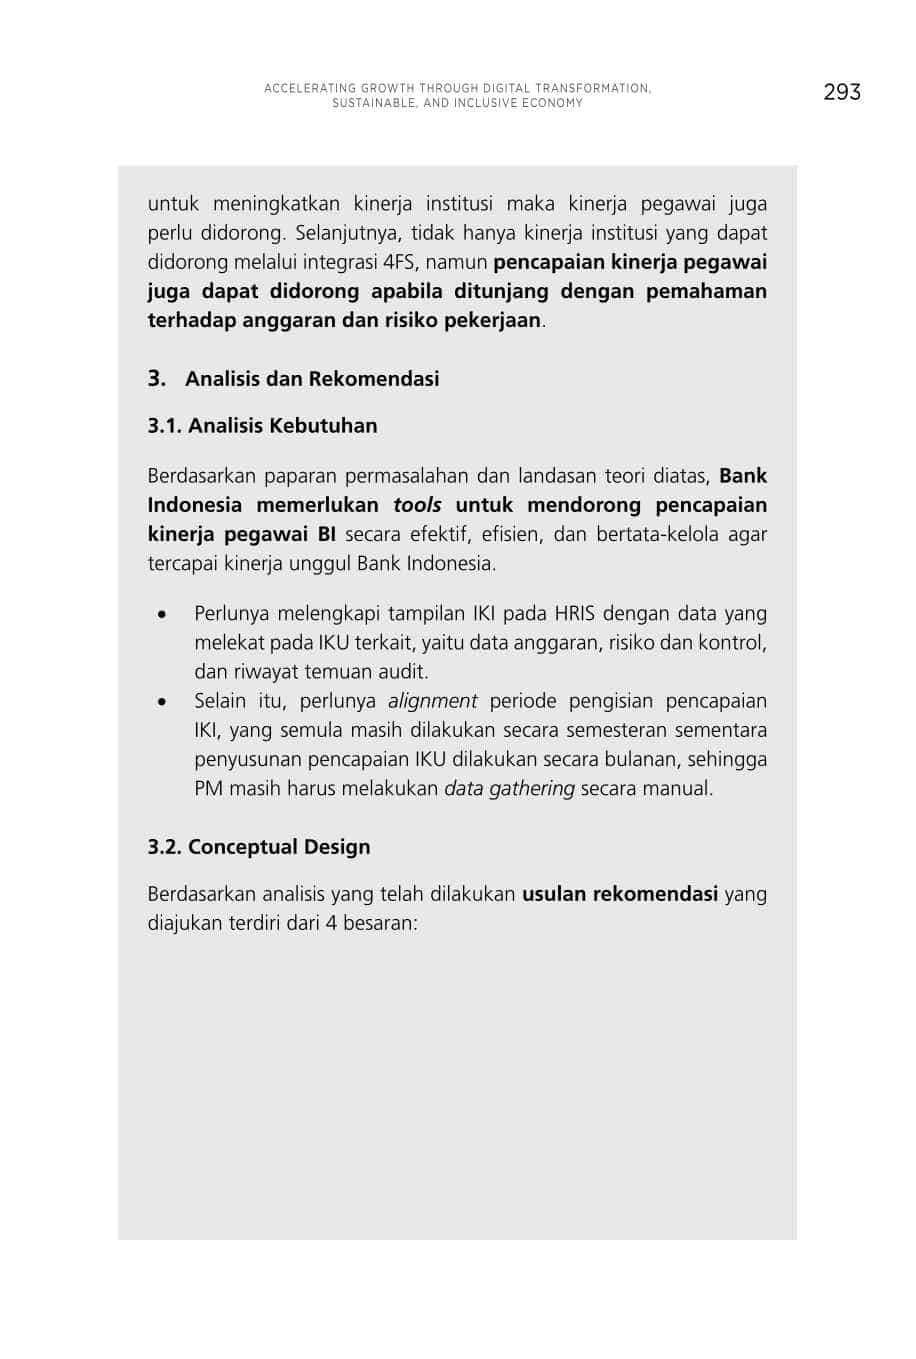 ACCELERATING GROWTH THROUGH DIGITAL TRANSFORMATION,
SUSTAINABLE, AND INCLUSIVE ECONOMY
293
untuk meningkatkan kinerja institusi maka kinerja pegawai juga
perlu didorong. Selanjutnya, tidak hanya kinerja institusi yang dapat
didorong melalui integrasi 4FS, namun pencapaian kinerja pegawai
juga dapat didorong apabila ditunjang dengan pemahaman
terhadap anggaran dan risiko pekerjaan.
3. Analisis dan Rekomendasi
3.1. Analisis Kebutuhan
Berdasarkan paparan permasalahan dan landasan teori diatas, Bank
Indonesia memerlukan tools untuk mendorong pencapaian
kinerja pegawai BI secara efektif, efisien, dan bertata-kelola agar
tercapai kinerja unggul Bank Indonesia.
• Perlunya melengkapi tampilan IKI pada HRIS dengan data yang
melekat pada IKU terkait, yaitu data anggaran, risiko dan kontrol,
dan riwayat temuan audit.
• Selain itu, perlunya alignment periode pengisian pencapaian
IKI, yang semula masih dilakukan secara semesteran sementara
penyusunan pencapaian IKU dilakukan secara bulanan, sehingga
PM masih harus melakukan data gathering secara manual.
3.2. Conceptual Design
Berdasarkan analisis yang telah dilakukan usulan rekomendasi yang
diajukan terdiri dari 4 besaran: